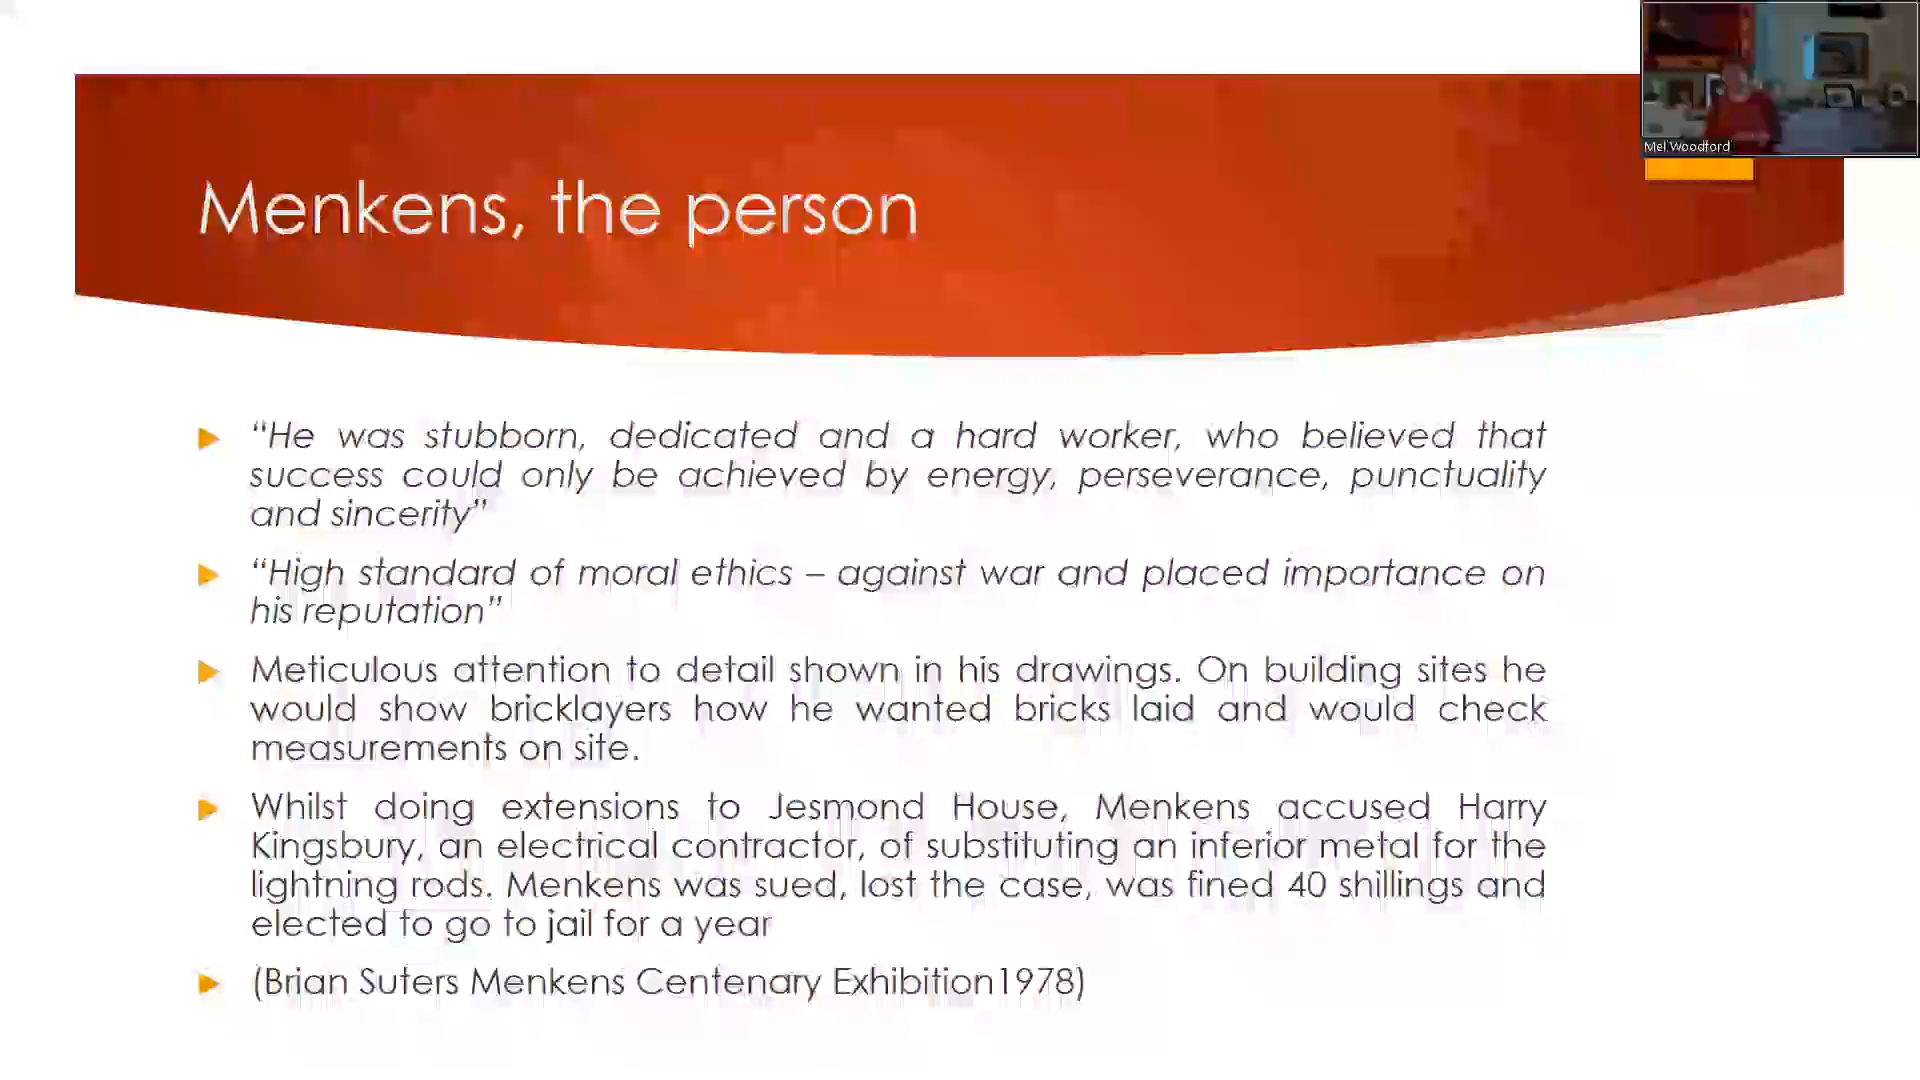 Mel Woodford
Menkens, the person
“He was stubborn, dedicated and a hard worker, who believed that
success could only be achieved by energy, perseverance, punctuality
and sincerity”
“High standard of moral ethics – against war and placed importance on
his reputation”
Meticulous attention to detail shown in his drawings. On building sites he
would show bricklayers how he wanted bricks laid and would check
measurements on site.
Whilst doing extensions to Jesmond House, Menkens accused Harry
Kingsbury, an electrical contractor, of substituting an inferior metal for the
lightning rods. Menkens was sued, lost the case, was fined 40 shillings and
elected to go to jail for a year
(Brian Suters Menkens Centenary Exhibition1978)